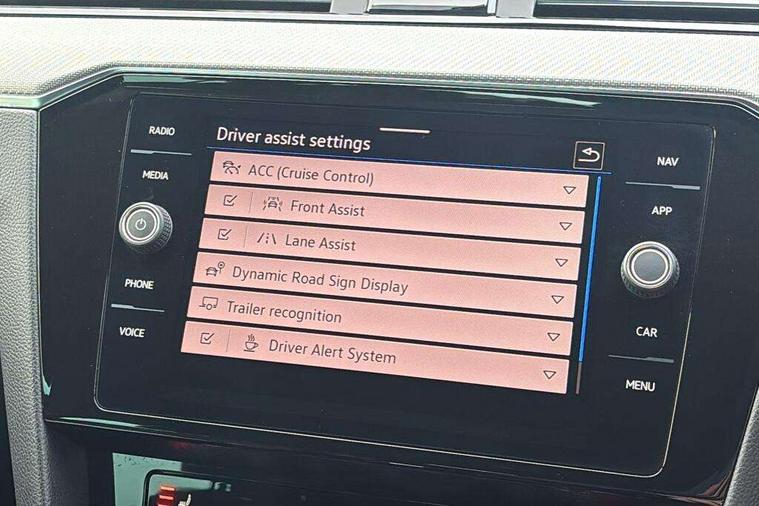 RADIO
MEDIA
PHONE
VOICE
Driver assist settings
ACC (Cruise Control)
Front Assist
Lane Assist
Dynamic Road Sign Display
Trailer recognition
Driver Alert System
NAV
APP
CAR
MENU